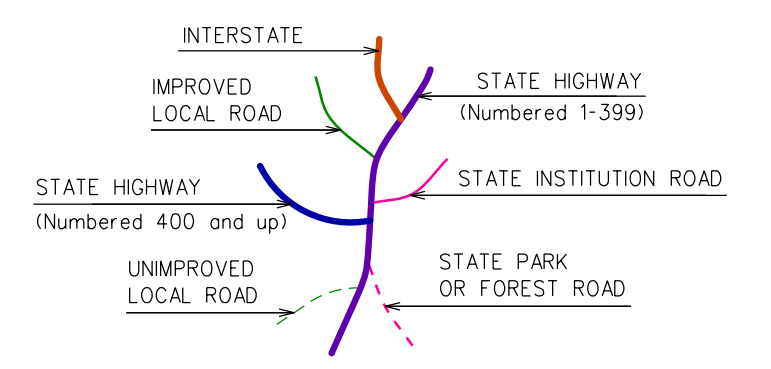 INTERSTATE
IMPROVED
LOCAL ROAD
STATE HIGHWAY
(Numbered 1-399)
STATE HIGHWAY
(Numbered 400 and up)
STATE INSTITUTION ROAD
UNIMPROVED
LOCAL ROAD
STATE PARK
OR FOREST ROAD